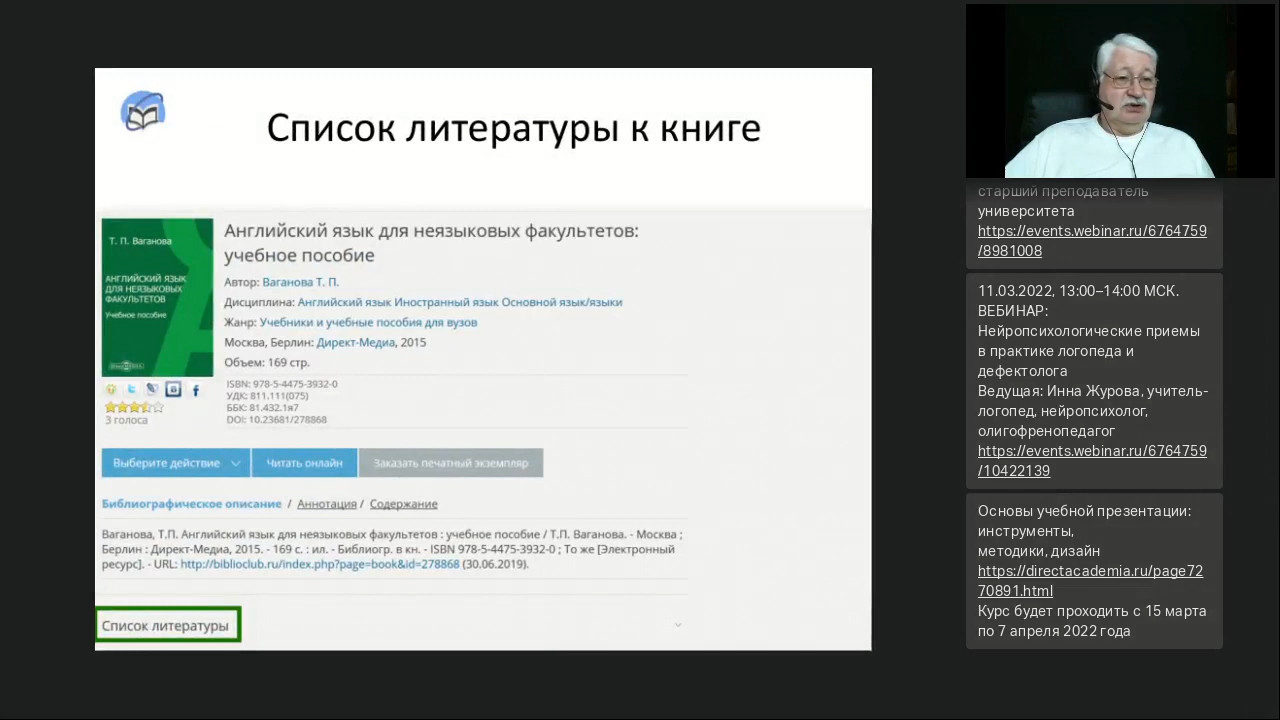 Список литературы к книге
Т. П. Ваганова
АНГЛИЙСКИЙ ЯЗЫК
ДЛЯ НЕЯЗЫКОВЫХ
ФАКУЛЬТЕТОВ
Учебное пособие
3 голоса
Английский язык для неязыковых факультетов:
учебное пособие
Автор: Ваганова Т. П.
Дисциплина: Английский язык Иностранный язык Основной язык/языки
Жанр: Учебники и учебные пособия для вузов
Москва, Берлин: Директ-Медиа, 2015
Объем: 169 стр.
ISBN: 978-5-4475-3932-0
УДК: 811.111(075)
ББК: 81.432.1я7
DOI: 10.23681/278868
Выберите действие
Читать онлайн
Заказать печатный экземпляр
Библиографическое описание / Аннотация / Содержание
Ваганова, Т.П. Английский язык для неязыковых факультетов : учебное пособие / Т.П. Ваганова. - Москва ;
Берлин : Директ-Медиа, 2015. - 169 с. : ил. - Библиогр. в кн. - ISBN 978-5-4475-3932-0 ; То же [Электронный
ресурс]. - URL: http://biblioclub.ru/index.php?page=book&id=278868 (30.06.2019).
Список литературы
старший преподаватель
университета
https://events.webinar.ru/6764759
/8981008
11.03.2022, 13:00–14:00 МСК.
ВЕБИНАР:
Нейропсихологические приемы
в практике логопеда и
дефектолога
Ведущая: Инна Журова, учитель-
логопед, нейропсихолог,
олигофренопедагог
https://events.webinar.ru/6764759
/10422139
Основы учебной презентации:
инструменты,
методики, дизайн
https://directacademia.ru/page72
70891.html
Курс будет проходить с 15 марта
по 7 апреля 2022 года